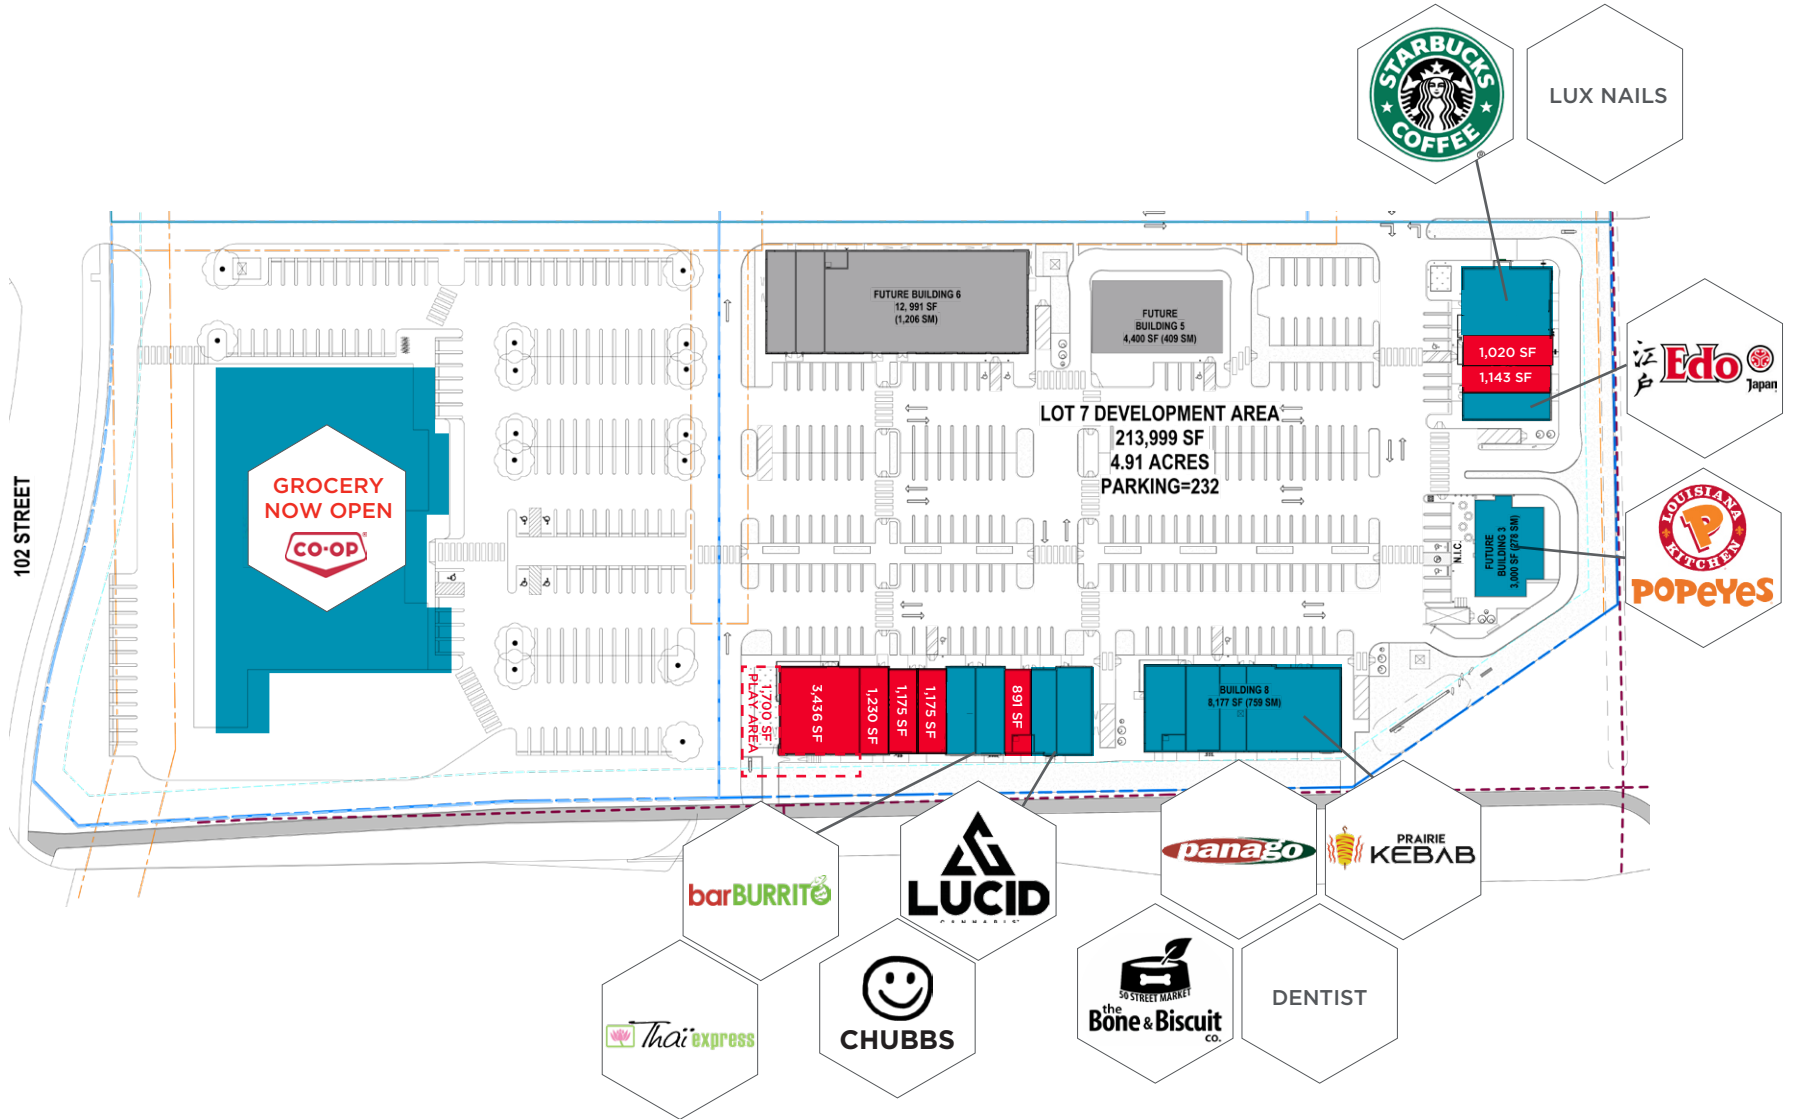 STARBUCKS
COFFEE
®
LUX NAILS
FUTURE BUILDING 6
12, 991 SF
(1,206 SM)
FUTURE
BUILDING 5
4,400 SF (409 SM)
1,020 SF
1,143 SF
江戸
Edo
Japan
LOT 7 DEVELOPMENT AREA
213,999 SF
4.91 ACRES
PARKING=232
102 STREET
GROCERY
NOW OPEN
CO·OP
®
N.I.C.
FUTURE
BUILDING 3
3,000 SF (278 SM)
LOUISIANA
KITCHEN
P
POPEYES
1,700 SF
PLAY AREA
3,436 SF
1,230 SF
1,175 SF
1,175 SF
891 SF
BUILDING 8
8,177 SF (759 SM)
barBURRITO
LUCID
CANNABIS
panago
PRAIRIE
KEBAB
Thaï express
CHUBBS
50 STREET MARKET
the
Bone & Biscuit
co.
DENTIST